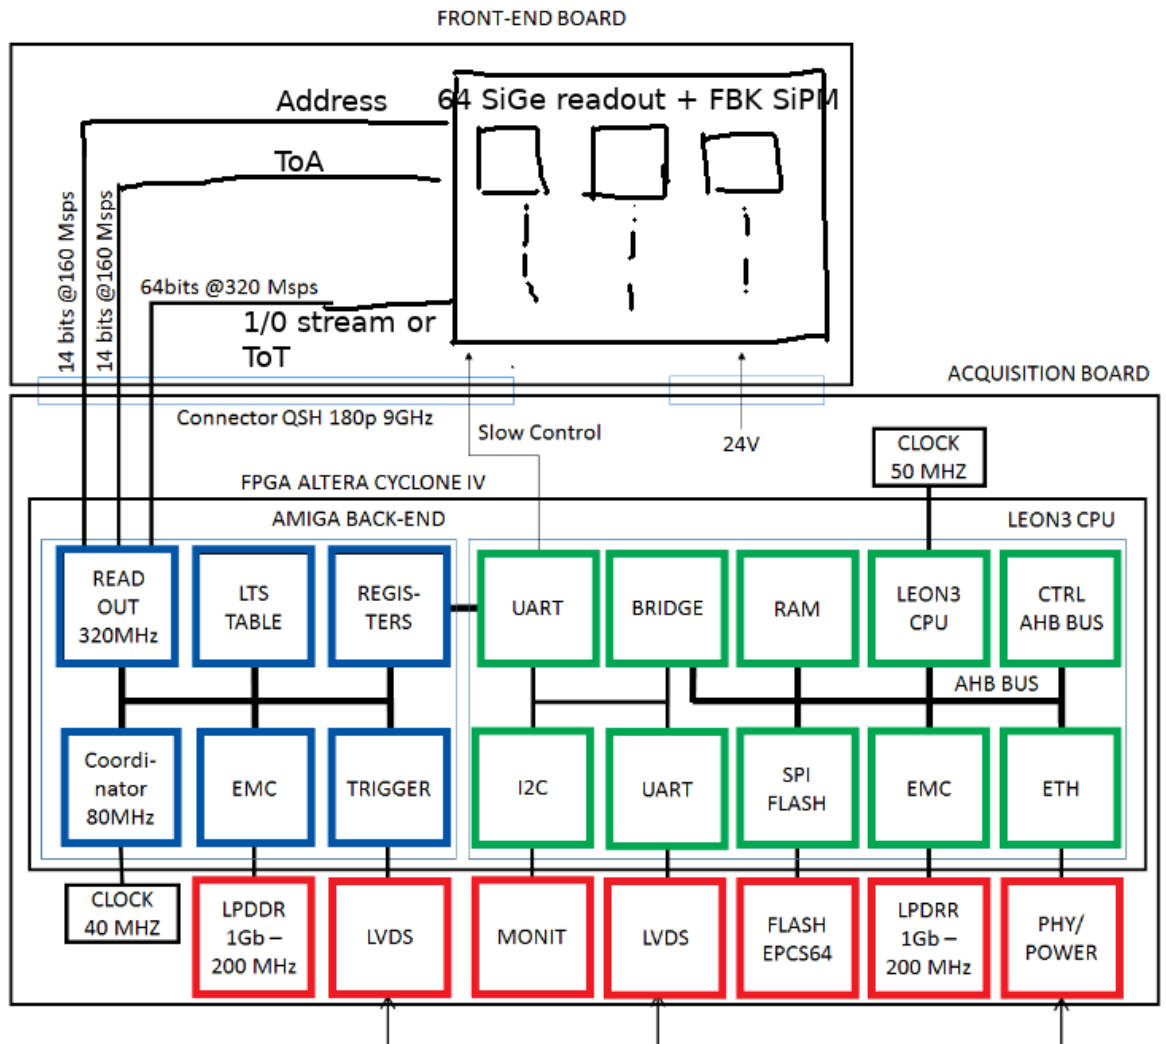 FRONT-END BOARD
64 SiGe readout + FBK SiPM
Address
ToA
14 bits @160 Msps
14 bits @160 Msps
64bits @320 Msps
1/0 stream or
ToT
ACQUISITION BOARD
Connector QSH 180p 9GHz
Slow Control
24V
CLOCK
50 MHZ
FPGA ALTERA CYCLONE IV
AMIGA BACK-END
LEON3 CPU
READ
OUT
320MHz
LTS
TABLE
REGIS-
TERS
UART
BRIDGE
RAM
LEON3
CPU
CTRL
AHB BUS
AHB BUS
Coordi-
nator
80MHz
EMC
TRIGGER
I2C
UART
SPI
FLASH
EMC
ETH
CLOCK
40 MHZ
LPDDR
1Gb –
200 MHz
LVDS
MONIT
LVDS
FLASH
EPCS64
LPDRR
1Gb –
200 MHz
PHY/
POWER